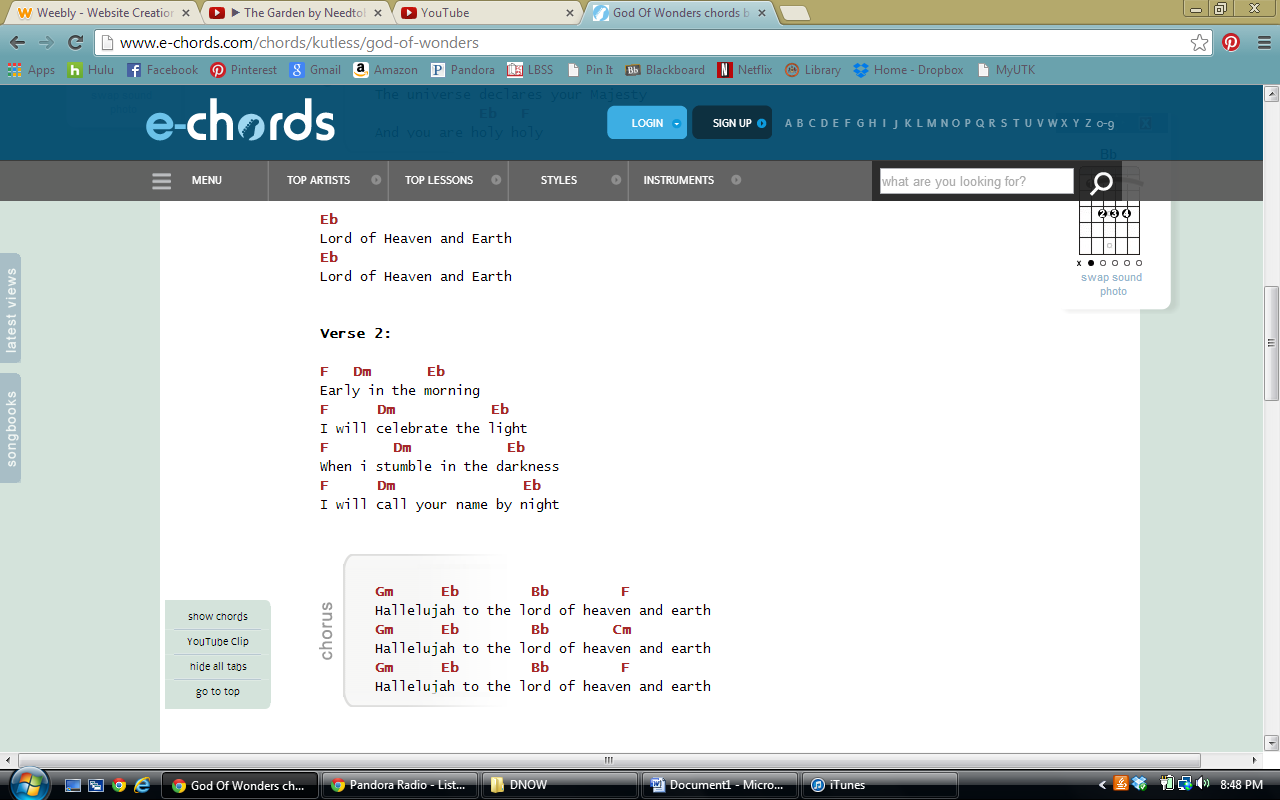 Weebly - Website Creation
▶ The Garden by Needtol
YouTube
God Of Wonders chords b
www.e-chords.com/chords/kutless/god-of-wonders
Apps Hulu Facebook Pinterest Gmail Amazon Pandora LBSS Pin It Blackboard Netflix Library Home - Dropbox MyUTK
The universe declares your Majesty
Eb F
And you are holy holy
e-chords
LOGIN SIGN UP A B C D E F G H I J K L M N O P Q R S T U V W X Y Z 0-9
Bb
MENU TOP ARTISTS TOP LESSONS STYLES INSTRUMENTS what are you looking for?
2 3 4
x
swap sound
photo
latest views
songbooks
Eb
Lord of Heaven and Earth
Eb
Lord of Heaven and Earth
Verse 2:
F Dm Eb
Early in the morning
F Dm Eb
I will celebrate the light
F Dm Eb
When i stumble in the darkness
F Dm Eb
I will call your name by night
chorus
Gm Eb Bb F
Hallelujah to the lord of heaven and earth
Gm Eb Bb Cm
Hallelujah to the lord of heaven and earth
Gm Eb Bb F
Hallelujah to the lord of heaven and earth
show chords
YouTube Clip
hide all tabs
go to top
God Of Wonders ch...
Pandora Radio - List...
DNOW
Document1 - Micro...
iTunes
8:48 PM